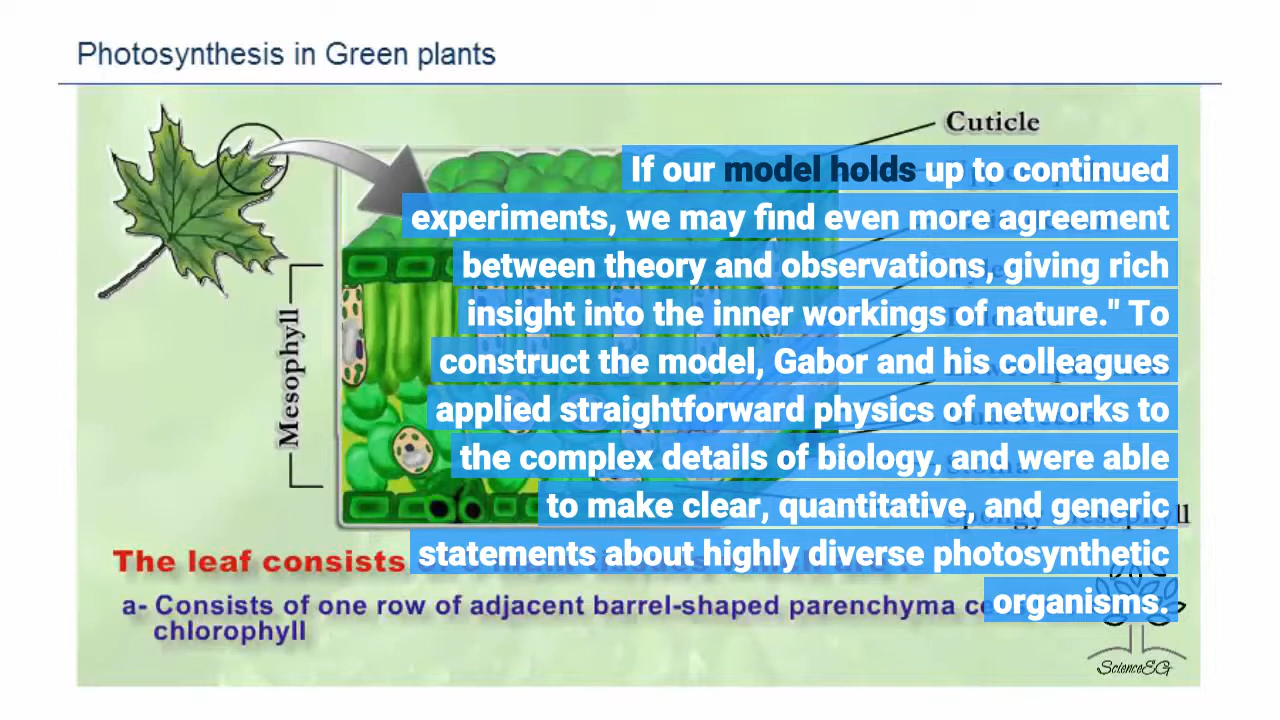 Photosynthesis in Green plants
Cuticle
If our model holds up to continued
experiments, we may find even more agreement
between theory and observations, giving rich
insight into the inner workings of nature." To
construct the model, Gabor and his colleagues
applied straightforward physics of networks to
the complex details of biology, and were able
to make clear, quantitative, and generic
statements about highly diverse photosynthetic
organisms.
Mesophyll
The leaf consists
a- Consists of one row of adjacent barrel-shaped parenchyma
chlorophyll
ScienceEG